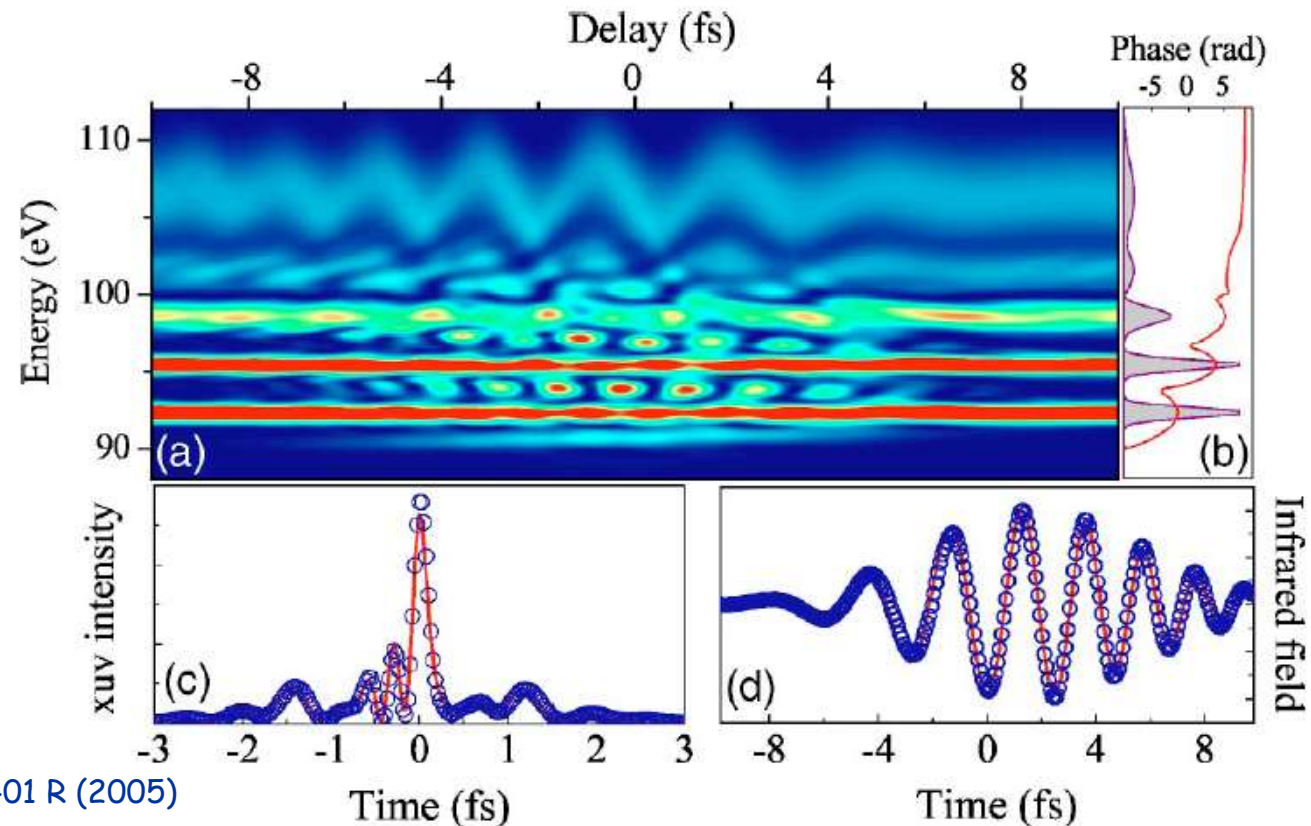 Delay (fs)
-8 -4 0 4 8
Phase (rad)
-5 0 5
Energy (eV)
110
100
90
(a)
(b)
xuv intensity
(c)
-3 -2 -1 0 1 2 3
Time (fs)
(d)
Infrared field
-8 -4 0 4 8
Time (fs)
01 R (2005)